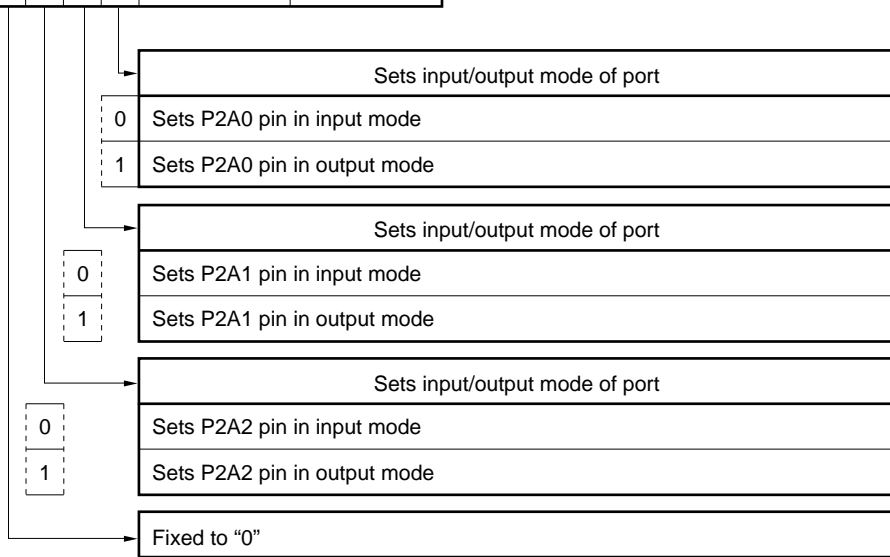 Sets input/output mode of port
0 Sets P2A0 pin in input mode
1 Sets P2A0 pin in output mode
Sets input/output mode of port
0 Sets P2A1 pin in input mode
1 Sets P2A1 pin in output mode
Sets input/output mode of port
0 Sets P2A2 pin in input mode
1 Sets P2A2 pin in output mode
Fixed to “0”